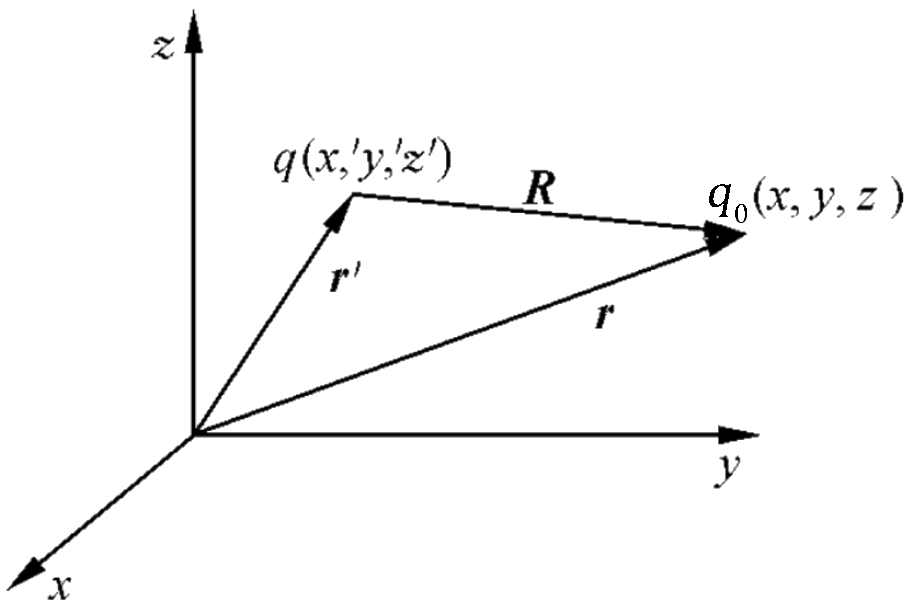 z
q(x,'y,'z')
R
q₀(x, y, z )
r'
r
y
x